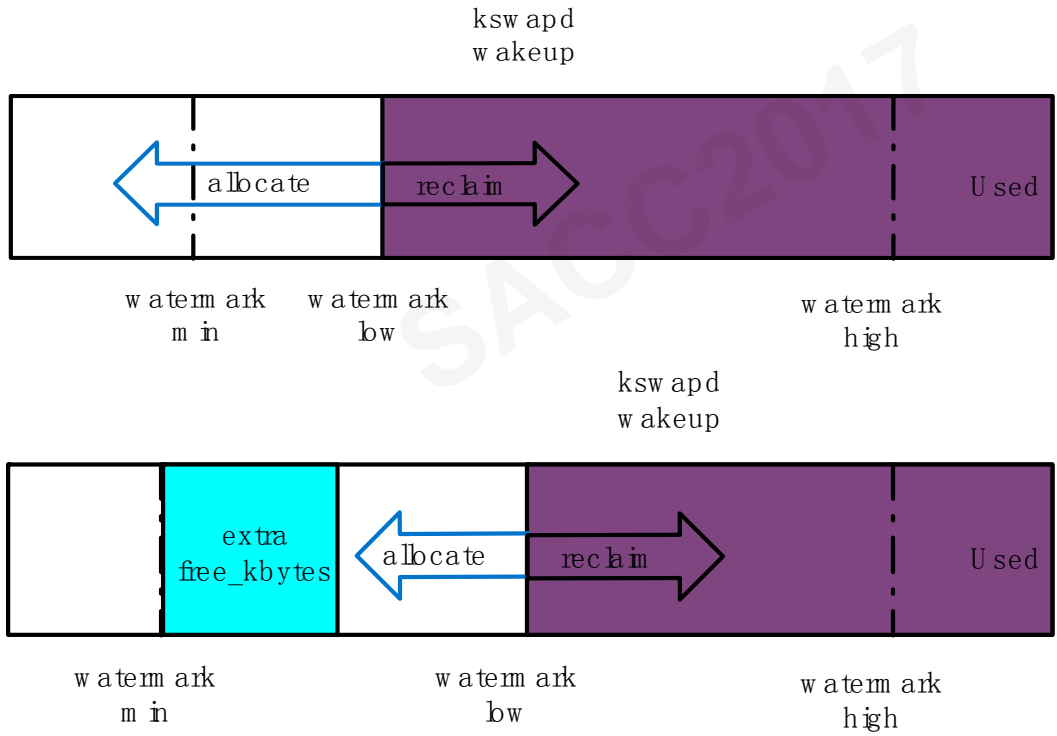 kswapd
wakeup
allocate
reclaim
Used
watermark
min
watermark
low
watermark
high
SACC2017
kswapd
wakeup
extra
free_kbytes
allocate
reclaim
Used
watermark
min
watermark
low
watermark
high